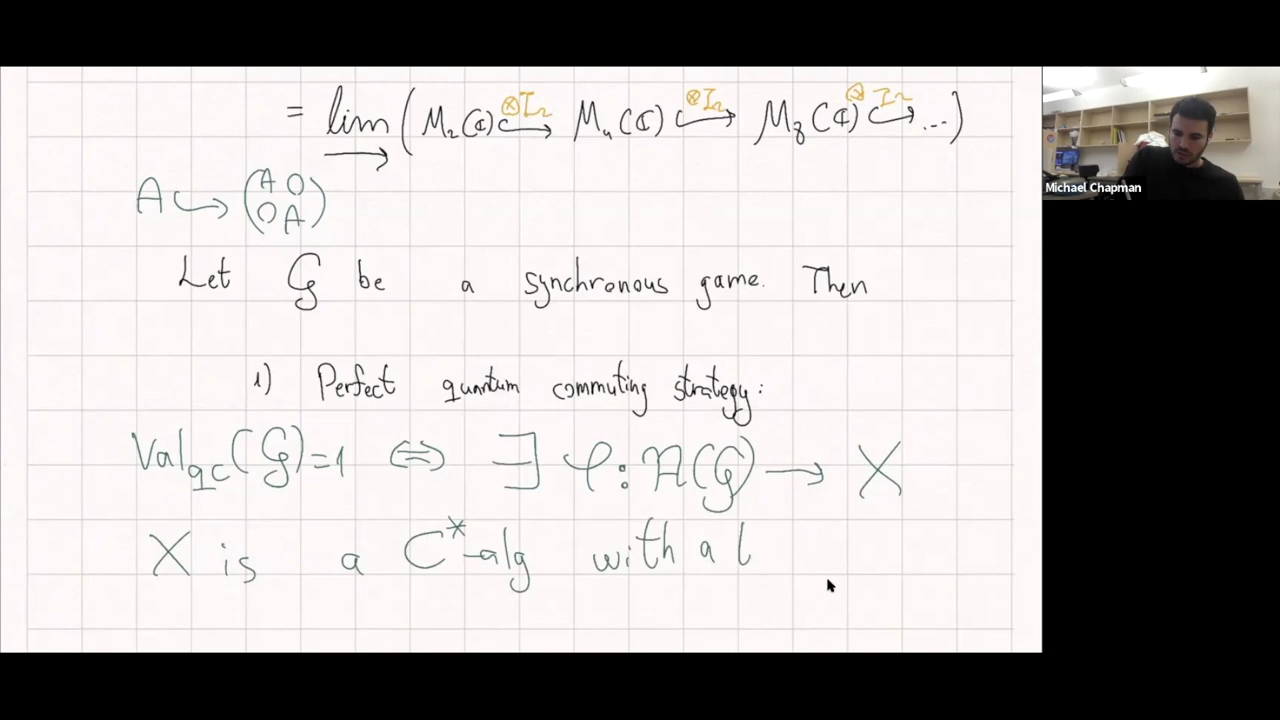 = lim (M₂(ℂ) ↪ M₄(ℂ) ↪ M₈(ℂ) ↪ ...)
⊗I₂ ⊗I₂ ⊗I₂
A ↪ (A 0
0 A)
Let G be a synchronous game. Then
1) Perfect quantum commuting strategy:
Val_qc(G)=1 ⇔ ∃ φ: A(G) → X
X is a C*-alg with a
Michael Chapman